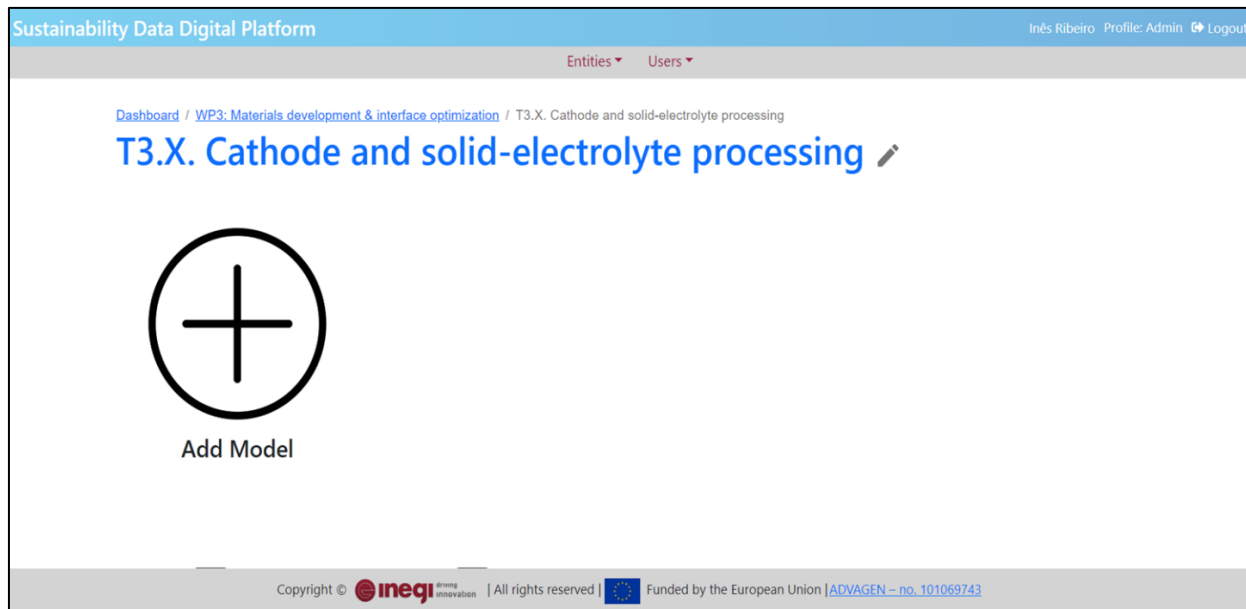 Sustainability Data Digital Platform
Inês Ribeiro Profile: Admin Logout
Entities Users
Dashboard / WP3: Materials development & interface optimization / T3.X. Cathode and solid-electrolyte processing
T3.X. Cathode and solid-electrolyte processing
Add Model
Copyright © inegi driving innovation | All rights reserved | Funded by the European Union | ADVAGEN – no. 101069743